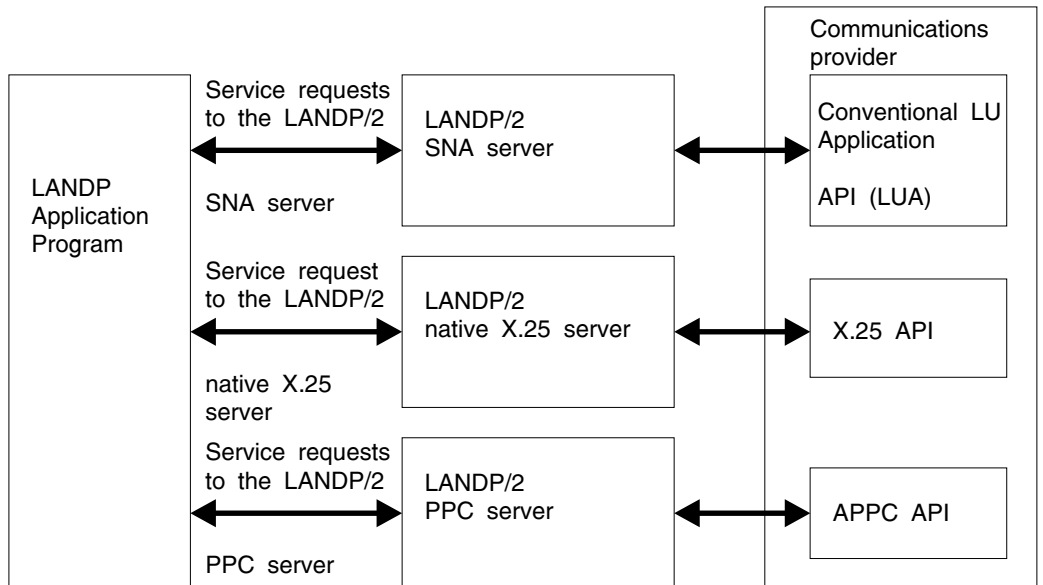 Communications
provider
Service requests
to the LANDP/2
SNA server
LANDP/2
SNA server
Conventional LU
Application
API (LUA)
LANDP
Application
Program
Service request
to the LANDP/2
native X.25
server
LANDP/2
native X.25 server
X.25 API
Service requests
to the LANDP/2
PPC server
LANDP/2
PPC server
APPC API